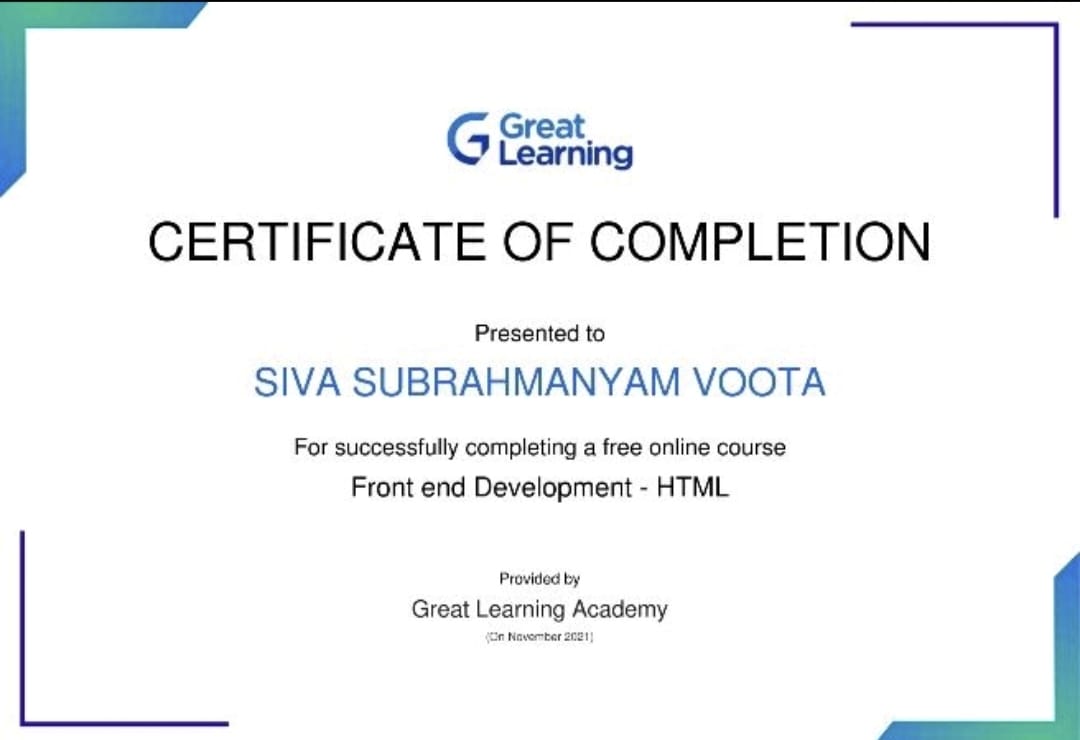 Great
Learning
CERTIFICATE OF COMPLETION
Presented to
SIVA SUBRAHMANYAM VOOTA
For successfully completing a free online course
Front end Development - HTML
Provided by
Great Learning Academy
(On November 2021)